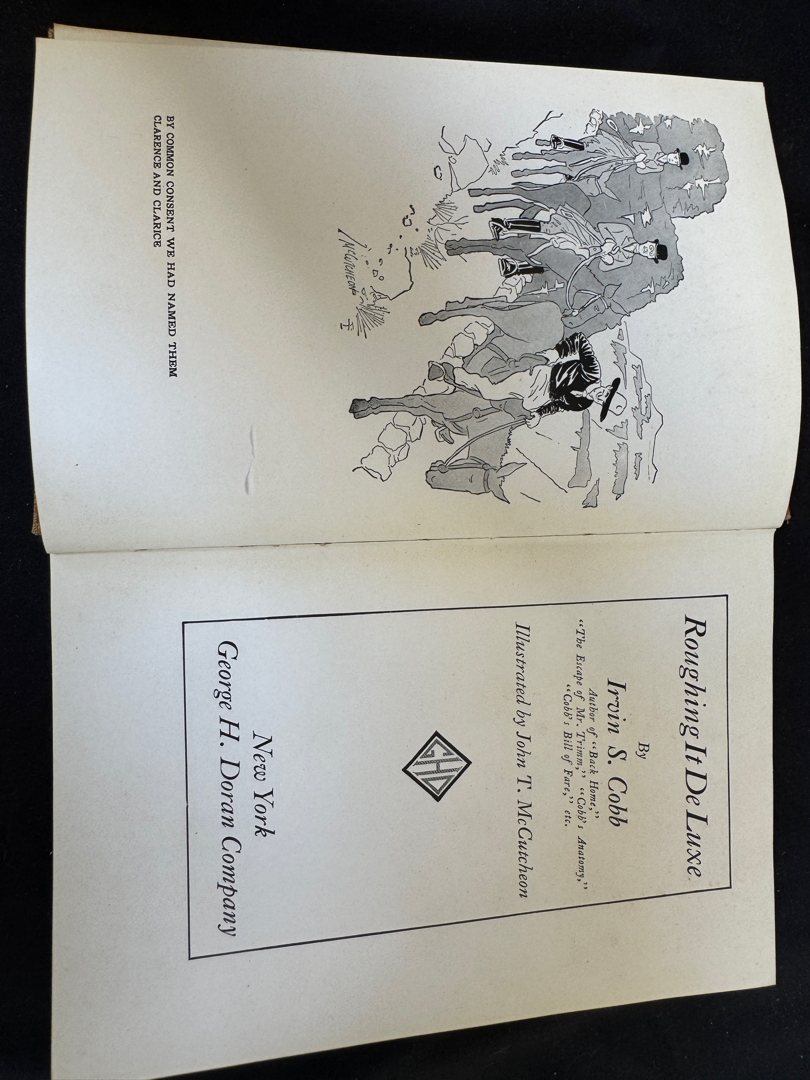 McCUTCHEON
BY COMMON CONSENT WE HAD NAMED THEM
CLARENCE AND CLARICE
Roughing It De Luxe
By
Irvin S. Cobb
Author of “Back Home,”
“The Escape of Mr. Trimm,” “Cobb's Anatomy,”
“Cobb's Bill of Fare,” etc.
Illustrated by John T. McCutcheon
GHD
New York
George H. Doran Company